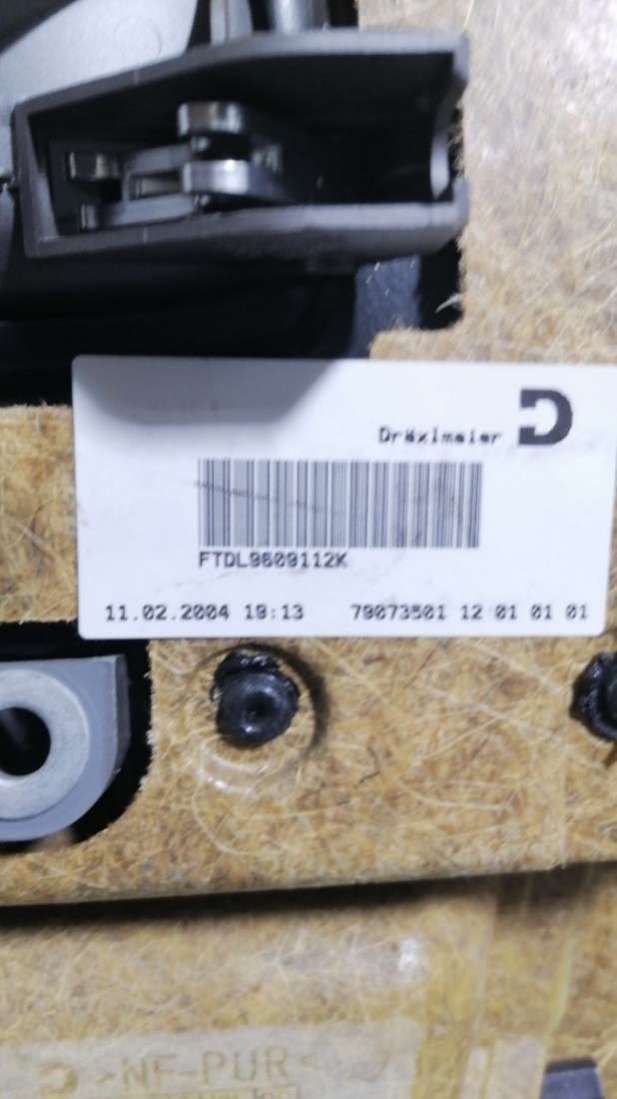 Dräxlmaier D
FTDL9609112K
11.02.2004 19:13 79073501 12 01 01 01
>NF-PUR<